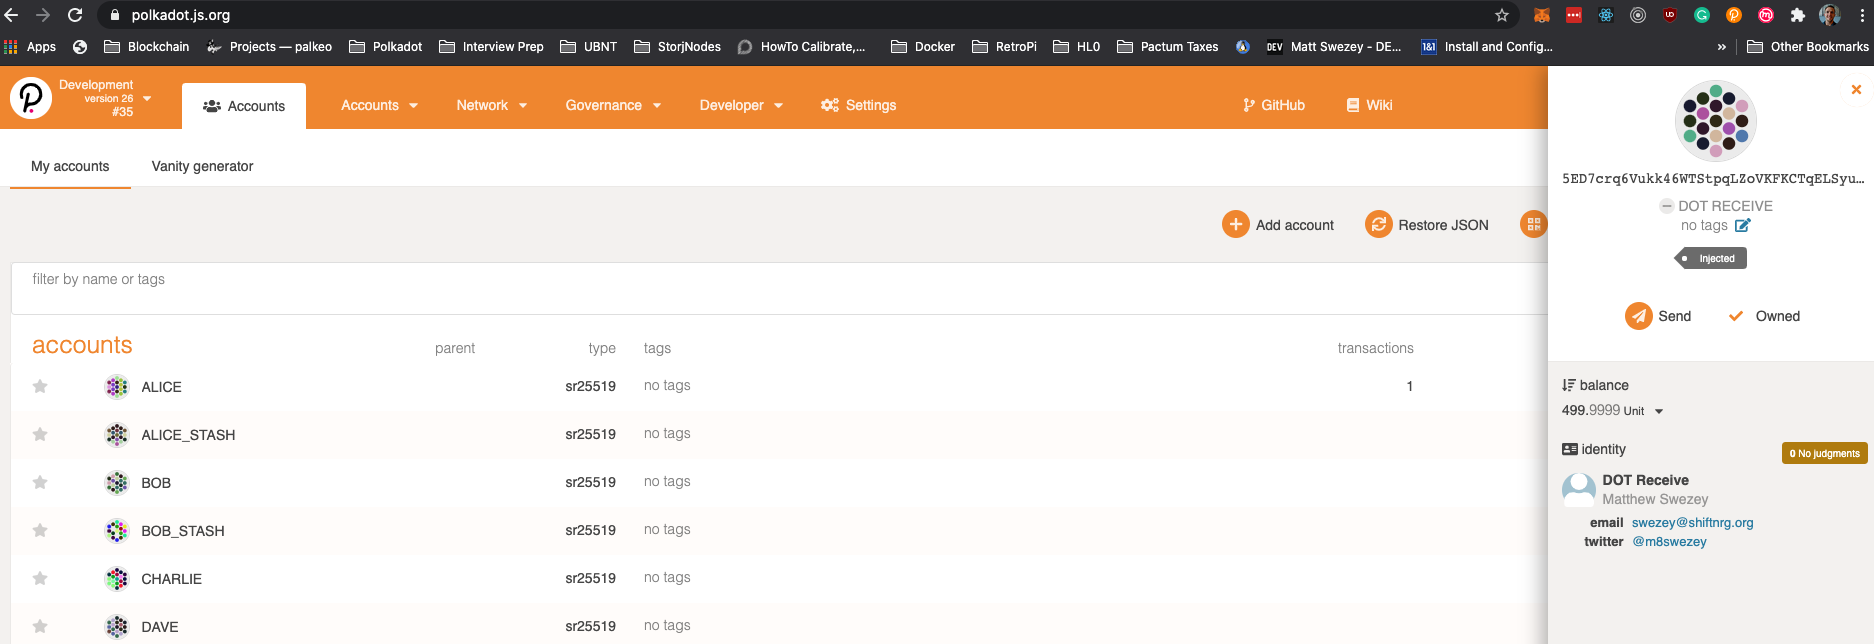 polkadot.js.org
Apps Blockchain Projects — palkeo Polkadot Interview Prep UBNT StorjNodes HowTo Calibrate,... Docker RetroPi HL0 Pactum Taxes DEV Matt Swezey - DE... 1&1 Install and Config... » Other Bookmarks
Development
version 26
#35
Accounts Accounts Network Governance Developer Settings GitHub Wiki
My accounts Vanity generator
Add account Restore JSON
filter by name or tags
accounts parent type tags transactions
ALICE sr25519 no tags 1
ALICE_STASH sr25519 no tags
BOB sr25519 no tags
BOB_STASH sr25519 no tags
CHARLIE sr25519 no tags
DAVE sr25519 no tags
5ED7crq6Vukk46WTStpqLZoVKFKCTqELSyu…
DOT RECEIVE
no tags
Injected
Send Owned
balance
499.9999 Unit
identity 0 No judgments
DOT Receive
Matthew Swezey
email swezey@shiftnrg.org
twitter @m8swezey